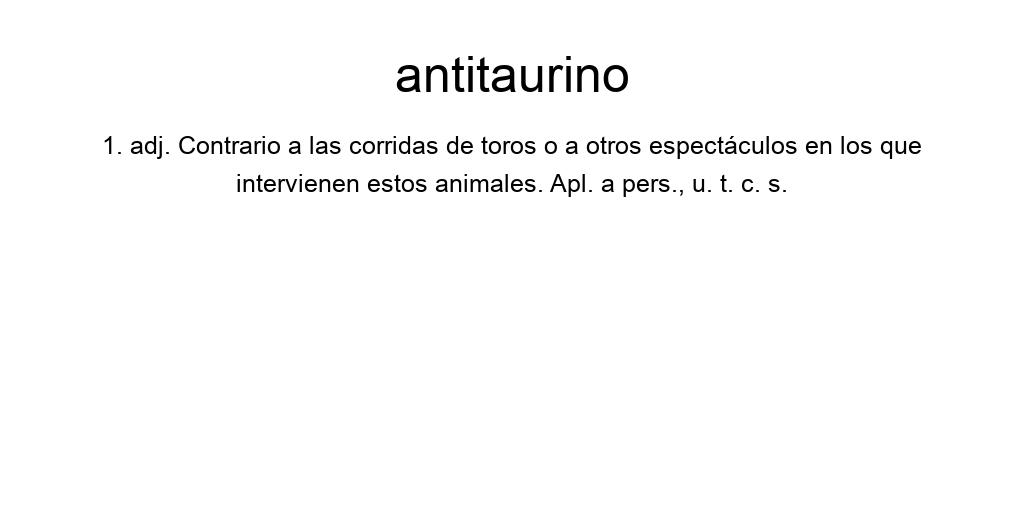 antitaurino
1. adj. Contrario a las corridas de toros o a otros espectáculos en los que
intervienen estos animales. Apl. a pers., u. t. c. s.